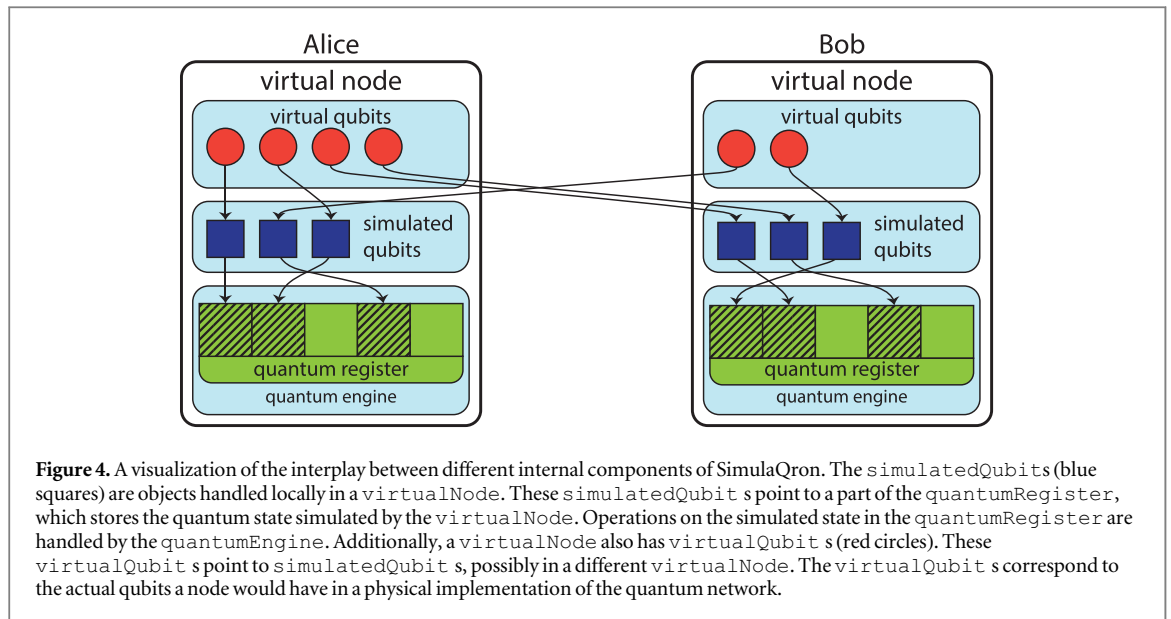 Alice
Bob
virtual node
virtual node
virtual qubits
virtual qubits
simulated
qubits
simulated
qubits
quantum register
quantum register
quantum engine
quantum engine
Figure 4. A visualization of the interplay between different internal components of SimulaQron. The simulatedQubits (blue
squares) are objects handled locally in a virtualNode. These simulatedQubit s point to a part of the quantumRegister,
which stores the quantum state simulated by the virtualNode. Operations on the simulated state in the quantumRegister are
handled by the quantumEngine. Additionally, a virtualNode also has virtualQubit s (red circles). These
virtualQubit s point to simulatedQubit s, possibly in a different virtualNode. The virtualQubit s correspond to
the actual qubits a node would have in a physical implementation of the quantum network.